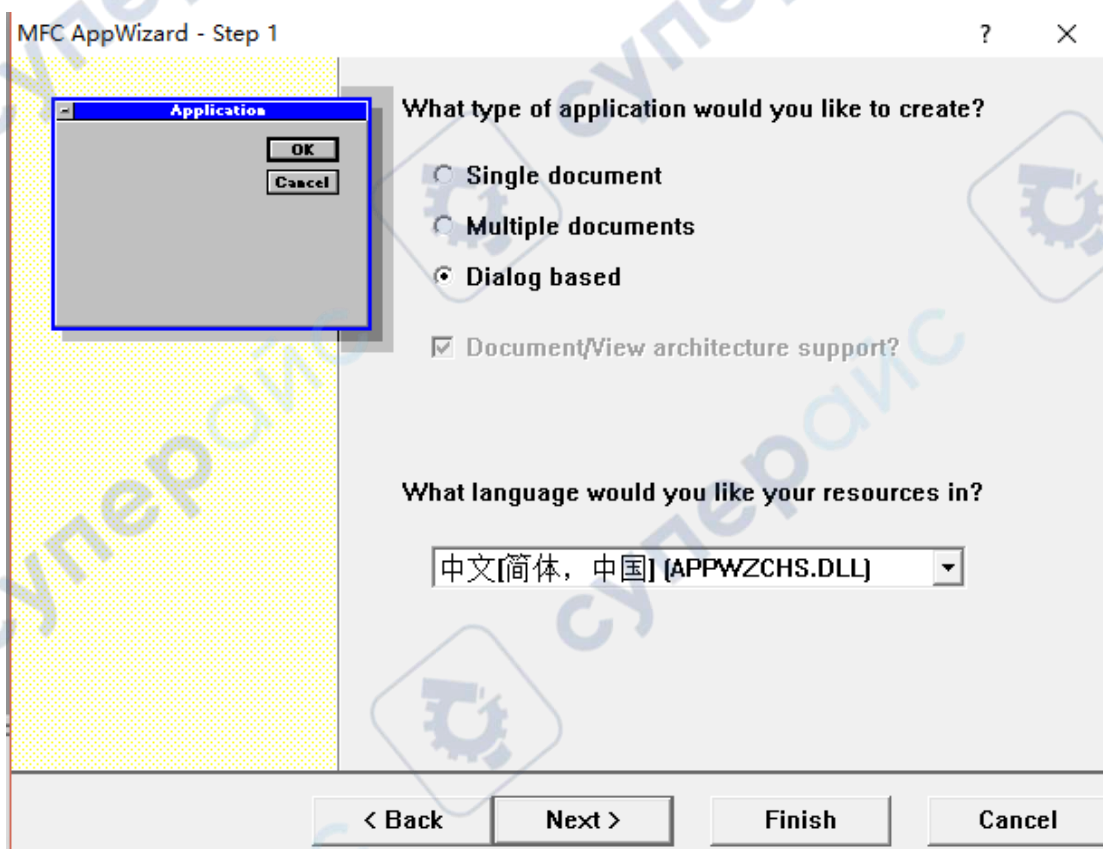 MFC AppWizard - Step 1
?
Application
OK
Cancel
What type of application would you like to create?
Single document
Multiple documents
Dialog based
Document/View architecture support?
What language would you like your resources in?
中文[简体，中国] (APPWZCHS.DLL)
< Back
Next >
Finish
Cancel
суперайс